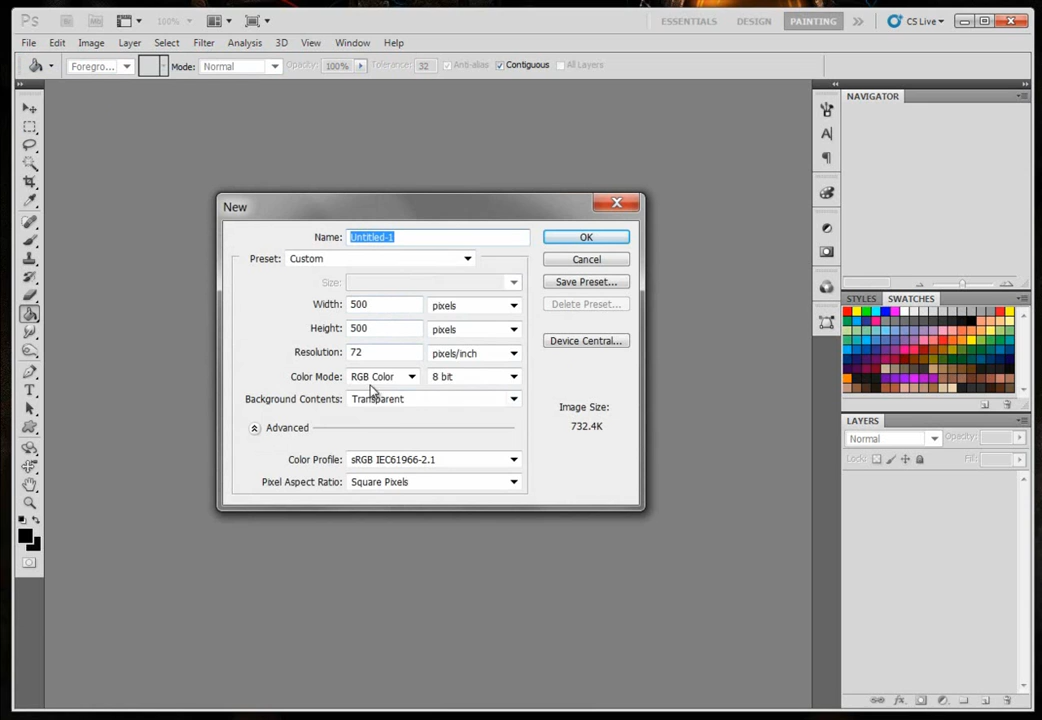 Ps 100% ESSENTIALS DESIGN PAINTING CS Live
File Edit Image Layer Select Filter Analysis 3D View Window Help
Foregro... Mode: Normal Opacity: 100% Tolerance: 32 Anti-alias Contiguous All Layers
NAVIGATOR
New
Name: Untitled-1 OK
Preset: Custom Cancel
Size: Save Preset...
Width: 500 pixels Delete Preset...
Height: 500 pixels
Resolution: 72 pixels/inch Device Central...
Color Mode: RGB Color 8 bit
Background Contents: Transparent
Image Size:
732.4K
Advanced
Color Profile: sRGB IEC61966-2.1
Pixel Aspect Ratio: Square Pixels
STYLES SWATCHES
LAYERS
Normal Opacity:
Lock: Fill: